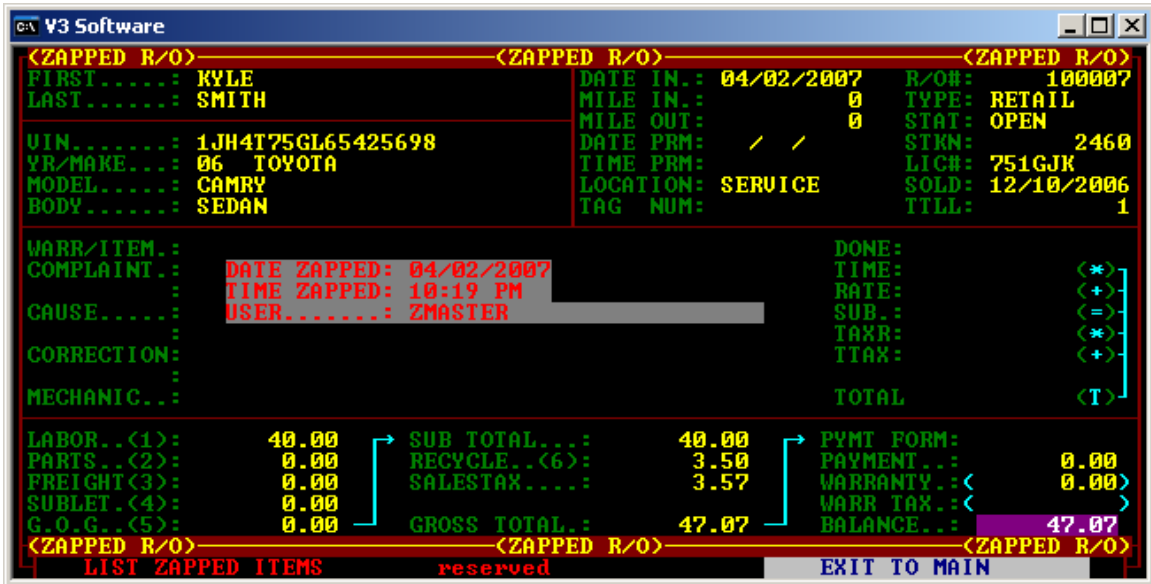 V3 Software
(ZAPPED R/O) (ZAPPED R/O) (ZAPPED R/O)
FIRST.....: KYLE DATE IN.: 04/02/2007 R/O#: 100007
LAST......: SMITH MILE IN.: 0 TYPE: RETAIL
MILE OUT: 0 STAT: OPEN
VIN.......: 1JH4T75GL65425698 DATE PRM: / / STKN: 2460
YR/MAKE...: 06 TOYOTA TIME PRM: LIC#: 751GJK
MODEL.....: CAMRY LOCATION: SERVICE SOLD: 12/10/2006
BODY......: SEDAN TAG NUM: TTLL: 1
WARR/ITEM.: DONE:
COMPLAINT.: DATE ZAPPED: 04/02/2007 TIME: (*)
: TIME ZAPPED: 10:19 PM RATE: (+)
CAUSE.....: USER.......: ZMASTER SUB.: (=)
: TAXR: (*)
CORRECTION: TTAX: (+)
:
MECHANIC..: TOTAL (T)
LABOR..(1): 40.00 → SUB TOTAL...: 40.00 → PYMT FORM:
PARTS..(2): 0.00 RECYCLE..(6): 3.50 PAYMENT..: 0.00
FREIGHT(3): 0.00 SALESTAX....: 3.57 WARRANTY.:( 0.00)
SUBLET.(4): 0.00 WARR TAX.:( )
G.O.G..(5): 0.00 GROSS TOTAL.: 47.07 BALANCE..: 47.07
(ZAPPED R/O) (ZAPPED R/O) (ZAPPED R/O)
LIST ZAPPED ITEMS reserved EXIT TO MAIN